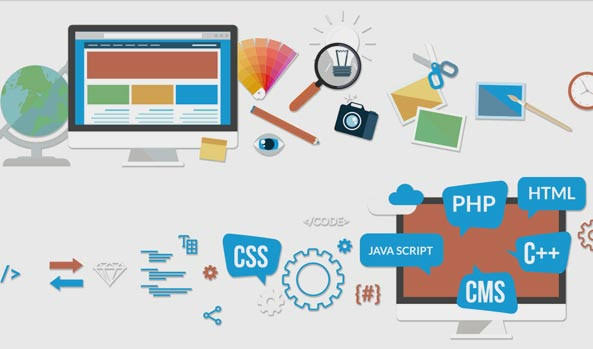 HTML
PHP
</CODE>
CSS
JAVA SCRIPT
C++
/>
{#}
CMS